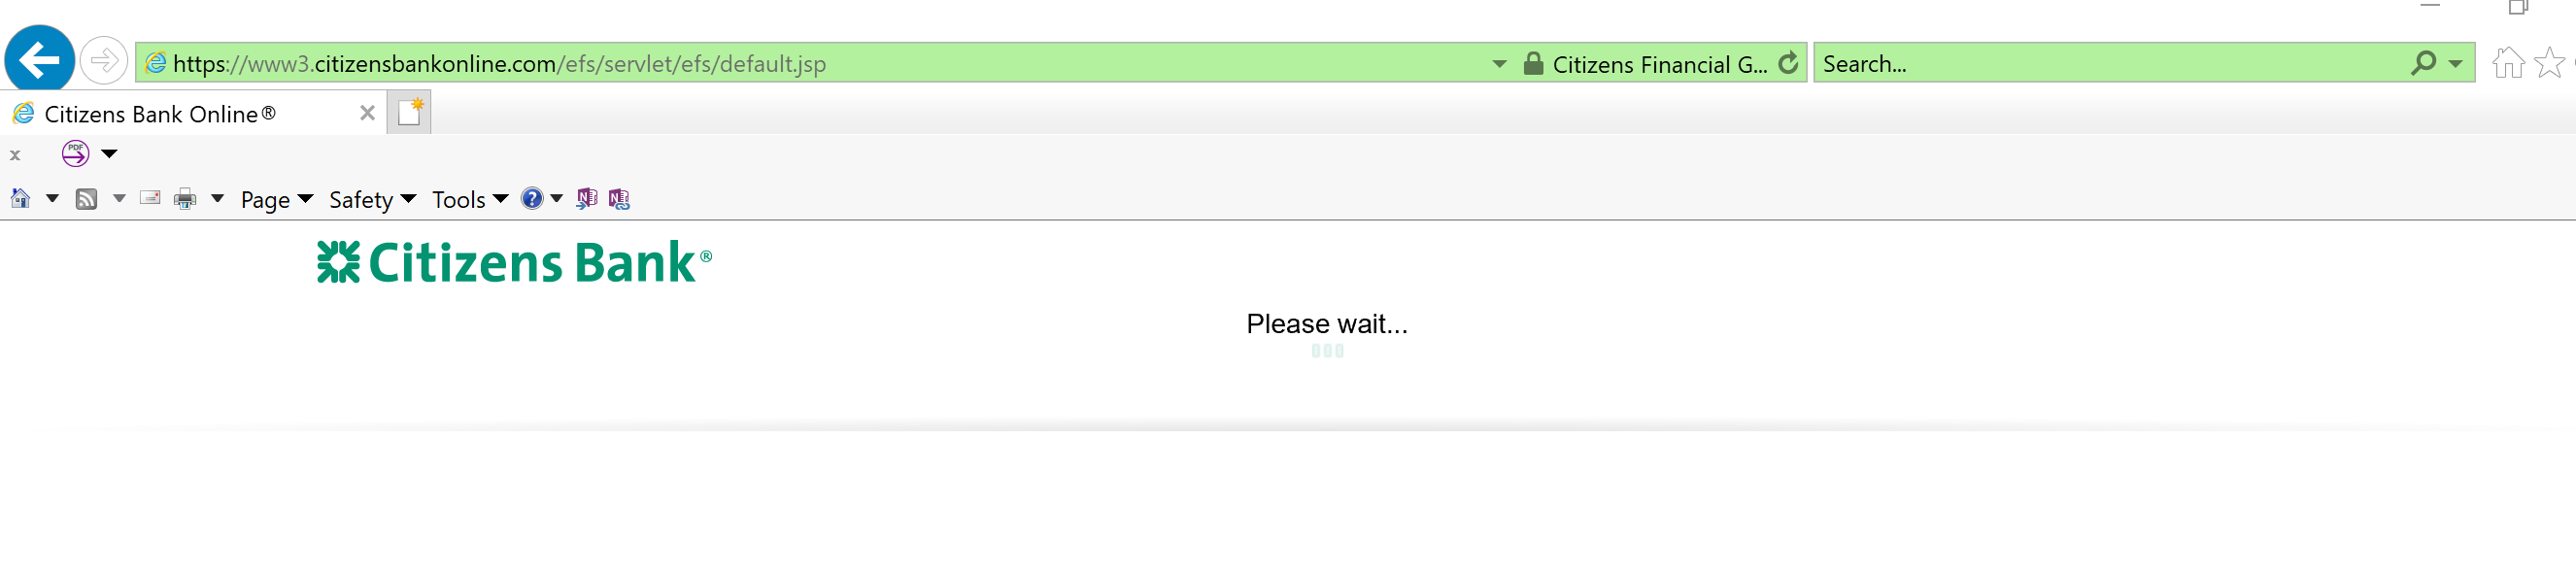 https://www3.citizensbankonline.com/efs/servlet/efs/default.jsp Citizens Financial G... Search...
Citizens Bank Online®
x PDF
Page Safety Tools ?
Citizens Bank®
Please wait...